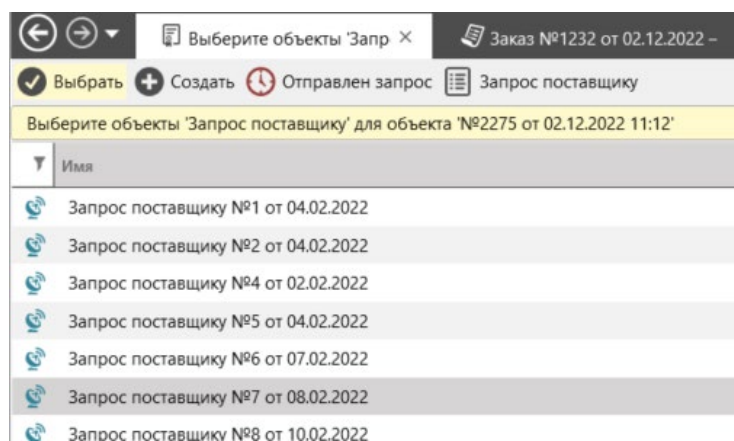 Выберите объекты 'Запр
Заказ №1232 от 02.12.2022 –
Выбрать Создать Отправлен запрос Запрос поставщику
Выберите объекты 'Запрос поставщику' для объекта '№2275 от 02.12.2022 11:12'
Имя
Запрос поставщику №1 от 04.02.2022
Запрос поставщику №2 от 04.02.2022
Запрос поставщику №4 от 02.02.2022
Запрос поставщику №5 от 04.02.2022
Запрос поставщику №6 от 07.02.2022
Запрос поставщику №7 от 08.02.2022
Запрос поставщику №8 от 10.02.2022